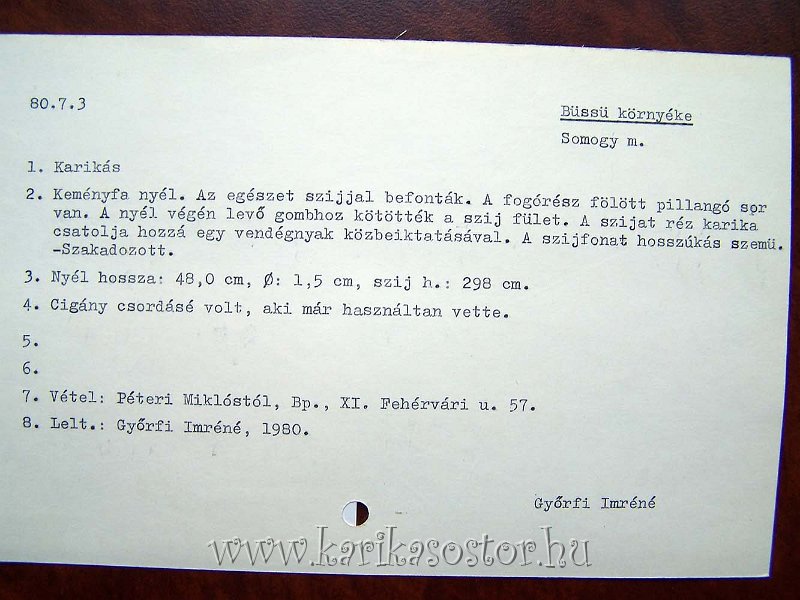 80.7.3
Büssü környéke
Somogy m.
1. Karikás
2. Keményfa nyél. Az egészet szijjal befonták. A fogórész fölött pillangó sor
van. A nyél végén levő gombhoz kötötték a szij fület. A szijat réz karika
csatolja hozzá egy vendégnyak közbeiktatásával. A szijfonat hosszúkás szemü.
-Szakadozott.
3. Nyél hossza: 48,0 cm, Ø: 1,5 cm, szij h.: 298 cm.
4. Cigány csordásé volt, aki már használtan vette.
5.
6.
7. Vétel: Péteri Miklóstól, Bp., XI. Fehérvári u. 57.
8. Lelt.: Győrfi Imréné, 1980.
Győrfi Imréné
www.karikasostor.hu